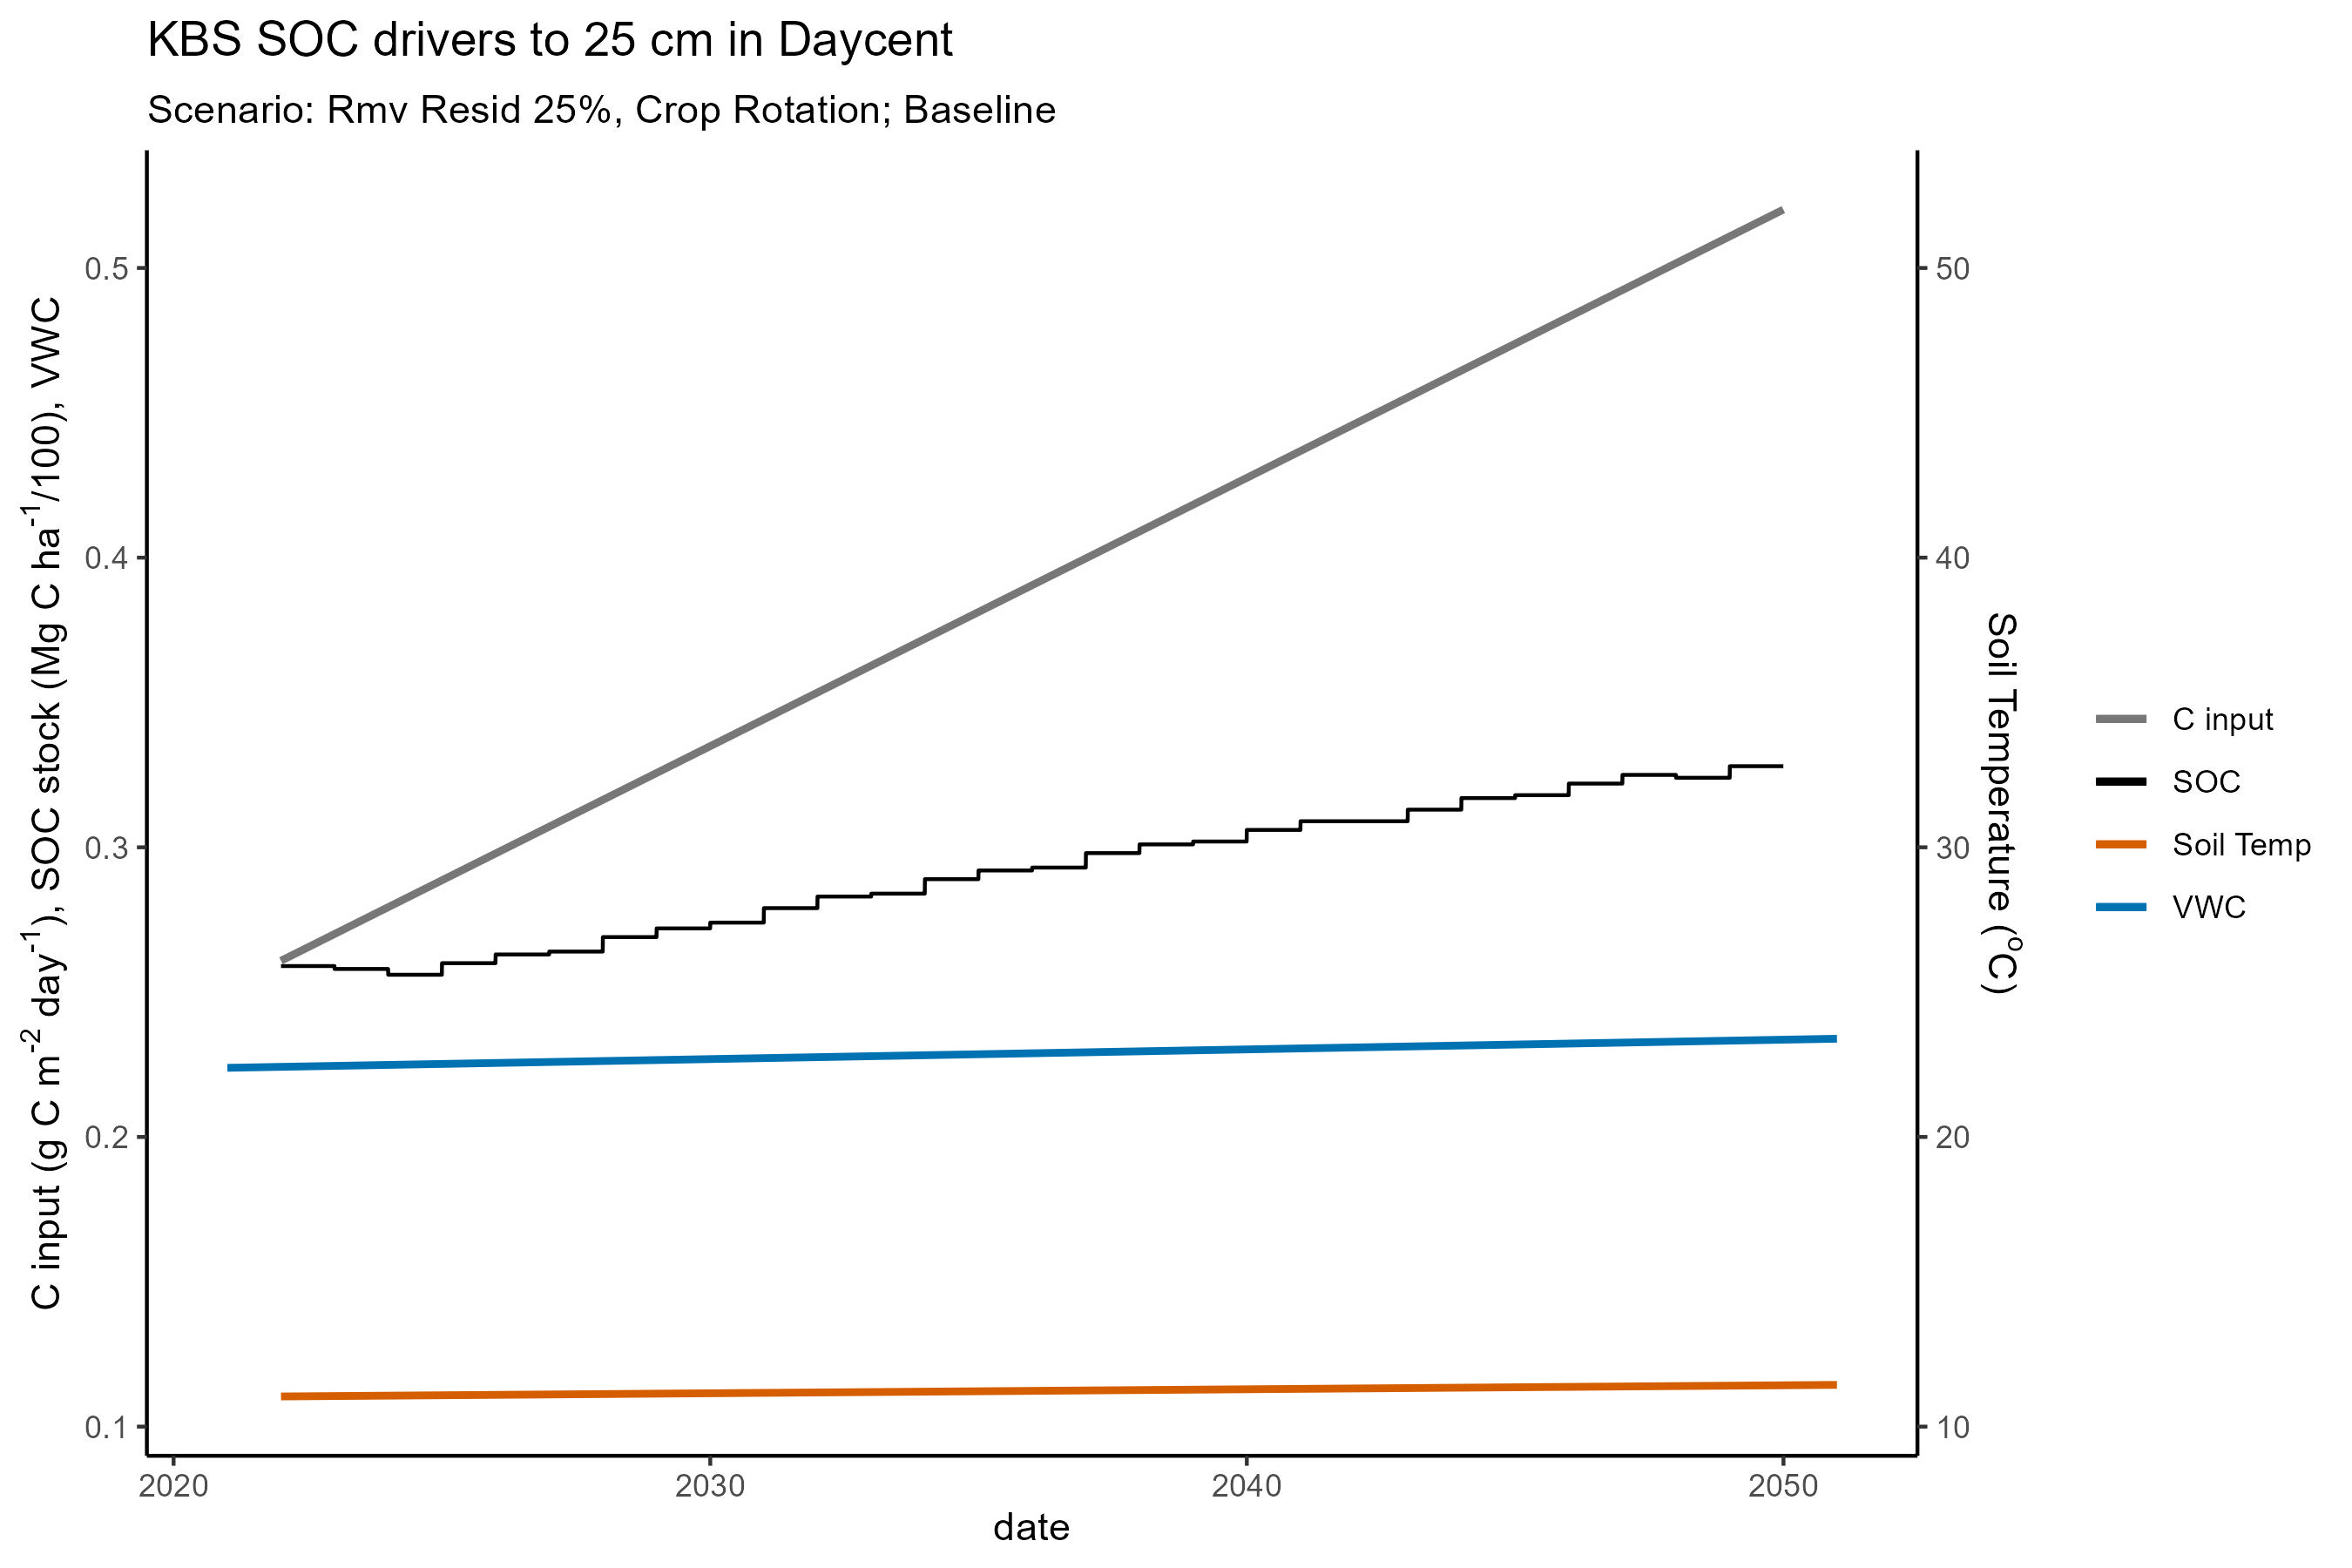 KBS SOC drivers to 25 cm in Daycent
Scenario: Rmv Resid 25%, Crop Rotation; Baseline
C input (g C m⁻² day⁻¹), SOC stock (Mg C ha⁻¹/100), VWC
0.5
0.4
0.3
0.2
0.1
2020
2030
2040
2050
date
50
40
30
20
10
Soil Temperature (ºC)
C input
SOC
Soil Temp
VWC